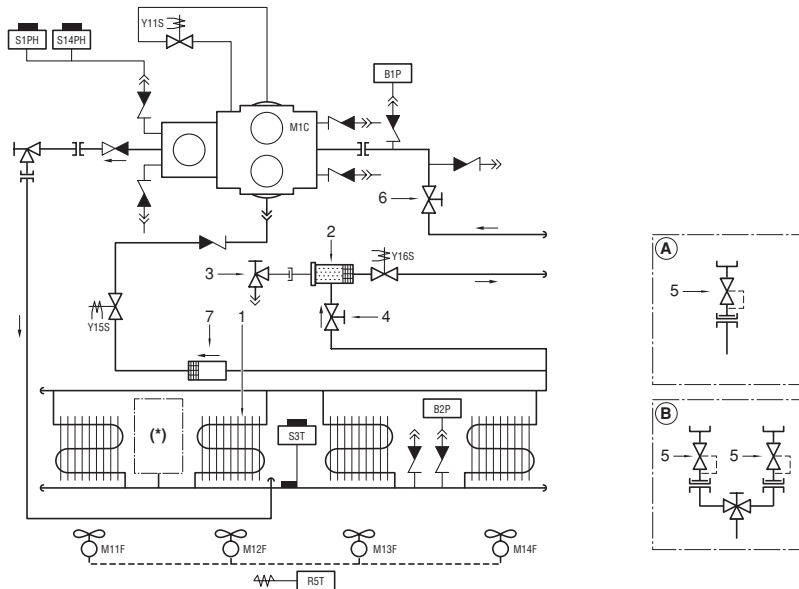 Y11S
S1PH S14PH
B1P
M1C
6
2
3
Y16S
A
5
Y15S
7 1
4
(*)
S3T
B2P
B
5 5
M11F M12F M13F M14F
R5T